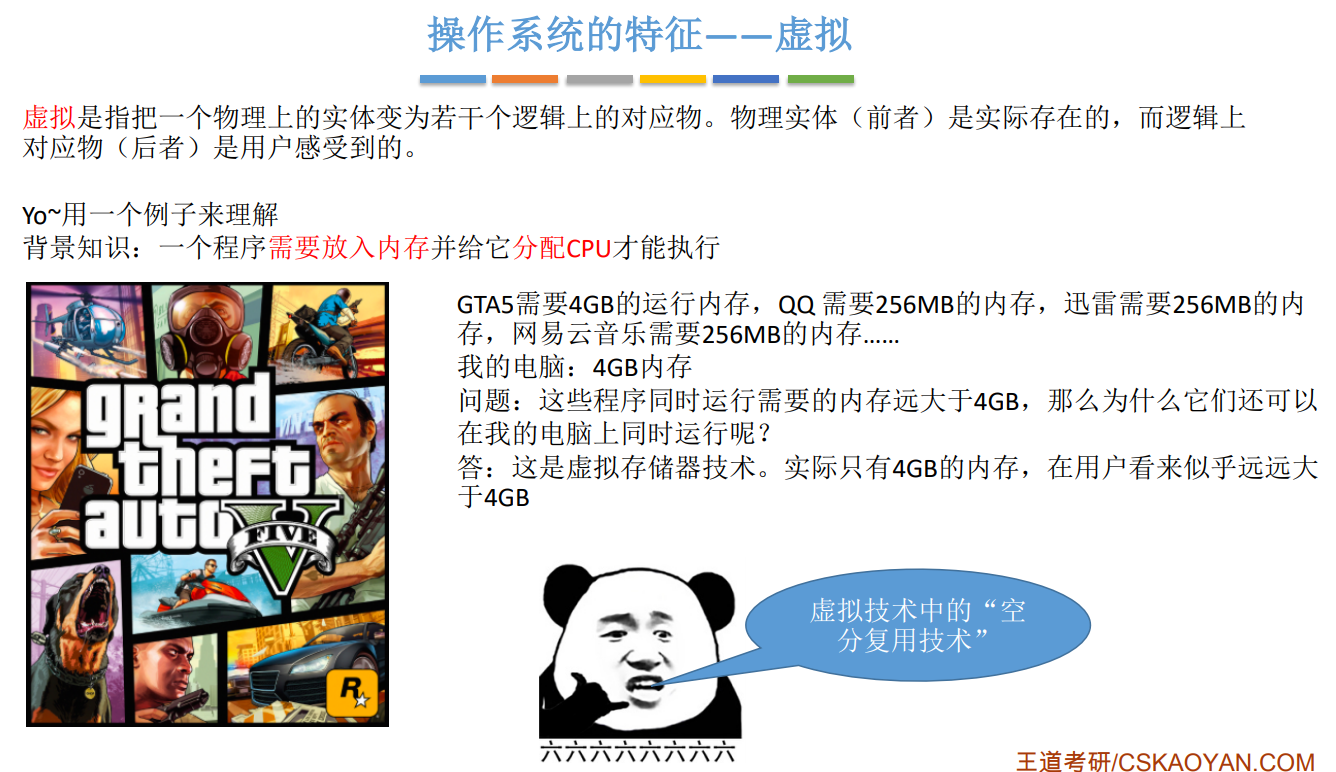 操作系统的特征——虚拟
虚拟是指把一个物理上的实体变为若干个逻辑上的对应物。物理实体（前者）是实际存在的，而逻辑上
对应物（后者）是用户感受到的。
Yo~用一个例子来理解
背景知识：一个程序需要放入内存并给它分配CPU才能执行
grand
theft
auto
V
FIVE
R
GTA5需要4GB的运行内存，QQ 需要256MB的内存，迅雷需要256MB的内
存，网易云音乐需要256MB的内存……
我的电脑：4GB内存
问题：这些程序同时运行需要的内存远大于4GB，那么为什么它们还可以
在我的电脑上同时运行呢？
答：这是虚拟存储器技术。实际只有4GB的内存，在用户看来似乎远远大
于4GB
虚拟技术中的“空
分复用技术”
六六六六六六六六
王道考研/CSKAOYAN.COM